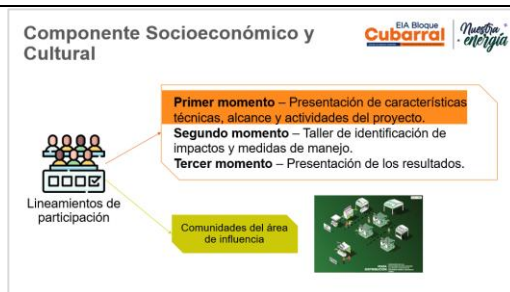 Componente Socioeconómico y
Cultural
EIA Bloque
Cubarral
Nuestra
energía
Primer momento – Presentación de características
técnicas, alcance y actividades del proyecto.
Segundo momento – Taller de identificación de
impactos y medidas de manejo.
Tercer momento – Presentación de los resultados.
Lineamientos de
participación
Comunidades del área
de influencia